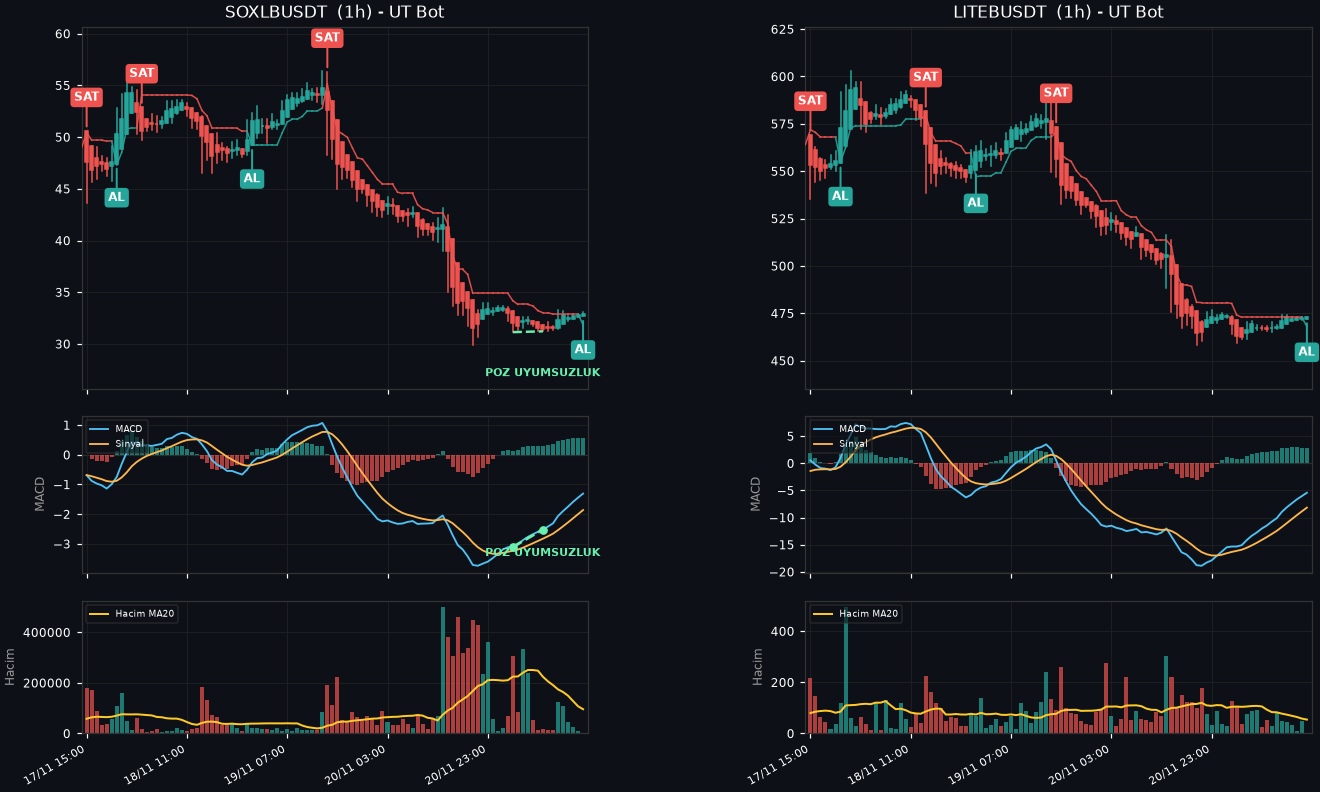 SOXLBUSDT (1h) - UT Bot
60
55
50
45
40
35
30
SAT
SAT
SAT
AL
AL
AL
POZ UYUMSUZLUK
MACD
1
0
−1
−2
−3
MACD
Sinyal
POZ UYUMSUZLUK
Hacim
400000
200000
0
Hacim MA20
17/11 15:00
18/11 11:00
19/11 07:00
20/11 03:00
20/11 23:00
LITEBUSDT (1h) - UT Bot
625
600
575
550
525
500
475
450
SAT
SAT
SAT
AL
AL
AL
MACD
5
0
−5
−10
−15
−20
MACD
Sinyal
Hacim
400
200
0
Hacim MA20
17/11 15:00
18/11 11:00
19/11 07:00
20/11 03:00
20/11 23:00